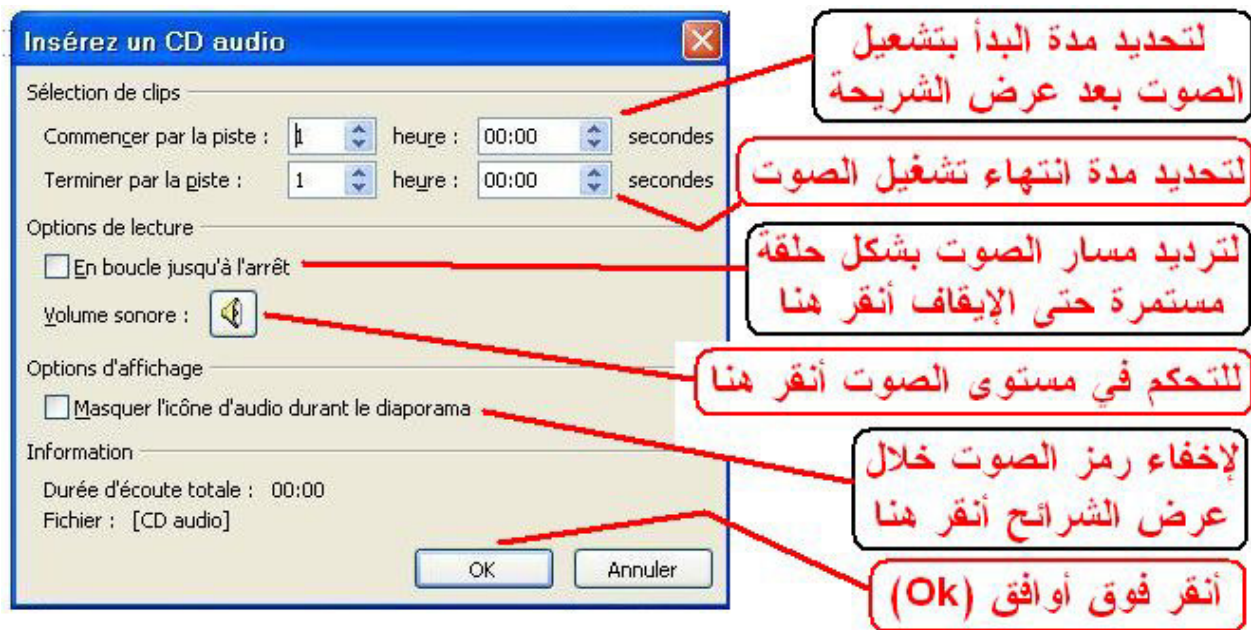 Insérez un CD audio
Sélection de clips
Commencer par la piste : 1 heure : 00:00 secondes
Terminer par la piste : 1 heure : 00:00 secondes
Options de lecture
En boucle jusqu'à l'arrêt
Volume sonore :
Options d'affichage
Masquer l'icône d'audio durant le diaporama
Information
Durée d'écoute totale : 00:00
Fichier : [CD audio]
OK Annuler
لتحديد مدة البدأ بتشعيل
الصوت بعد عرض الشريحة
لتحديد مدة انتهاء تشغيل الصوت
لترديد مسار الصوت بشكل حلقة
مستمرة حتى الإيقاف أنقر هنا
للتحكم في مستوى الصوت أنقر هنا
لإخفاء رمز الصوت خلال
عرض الشرائح أنقر هنا
أنقر فوق أوافق (Ok)